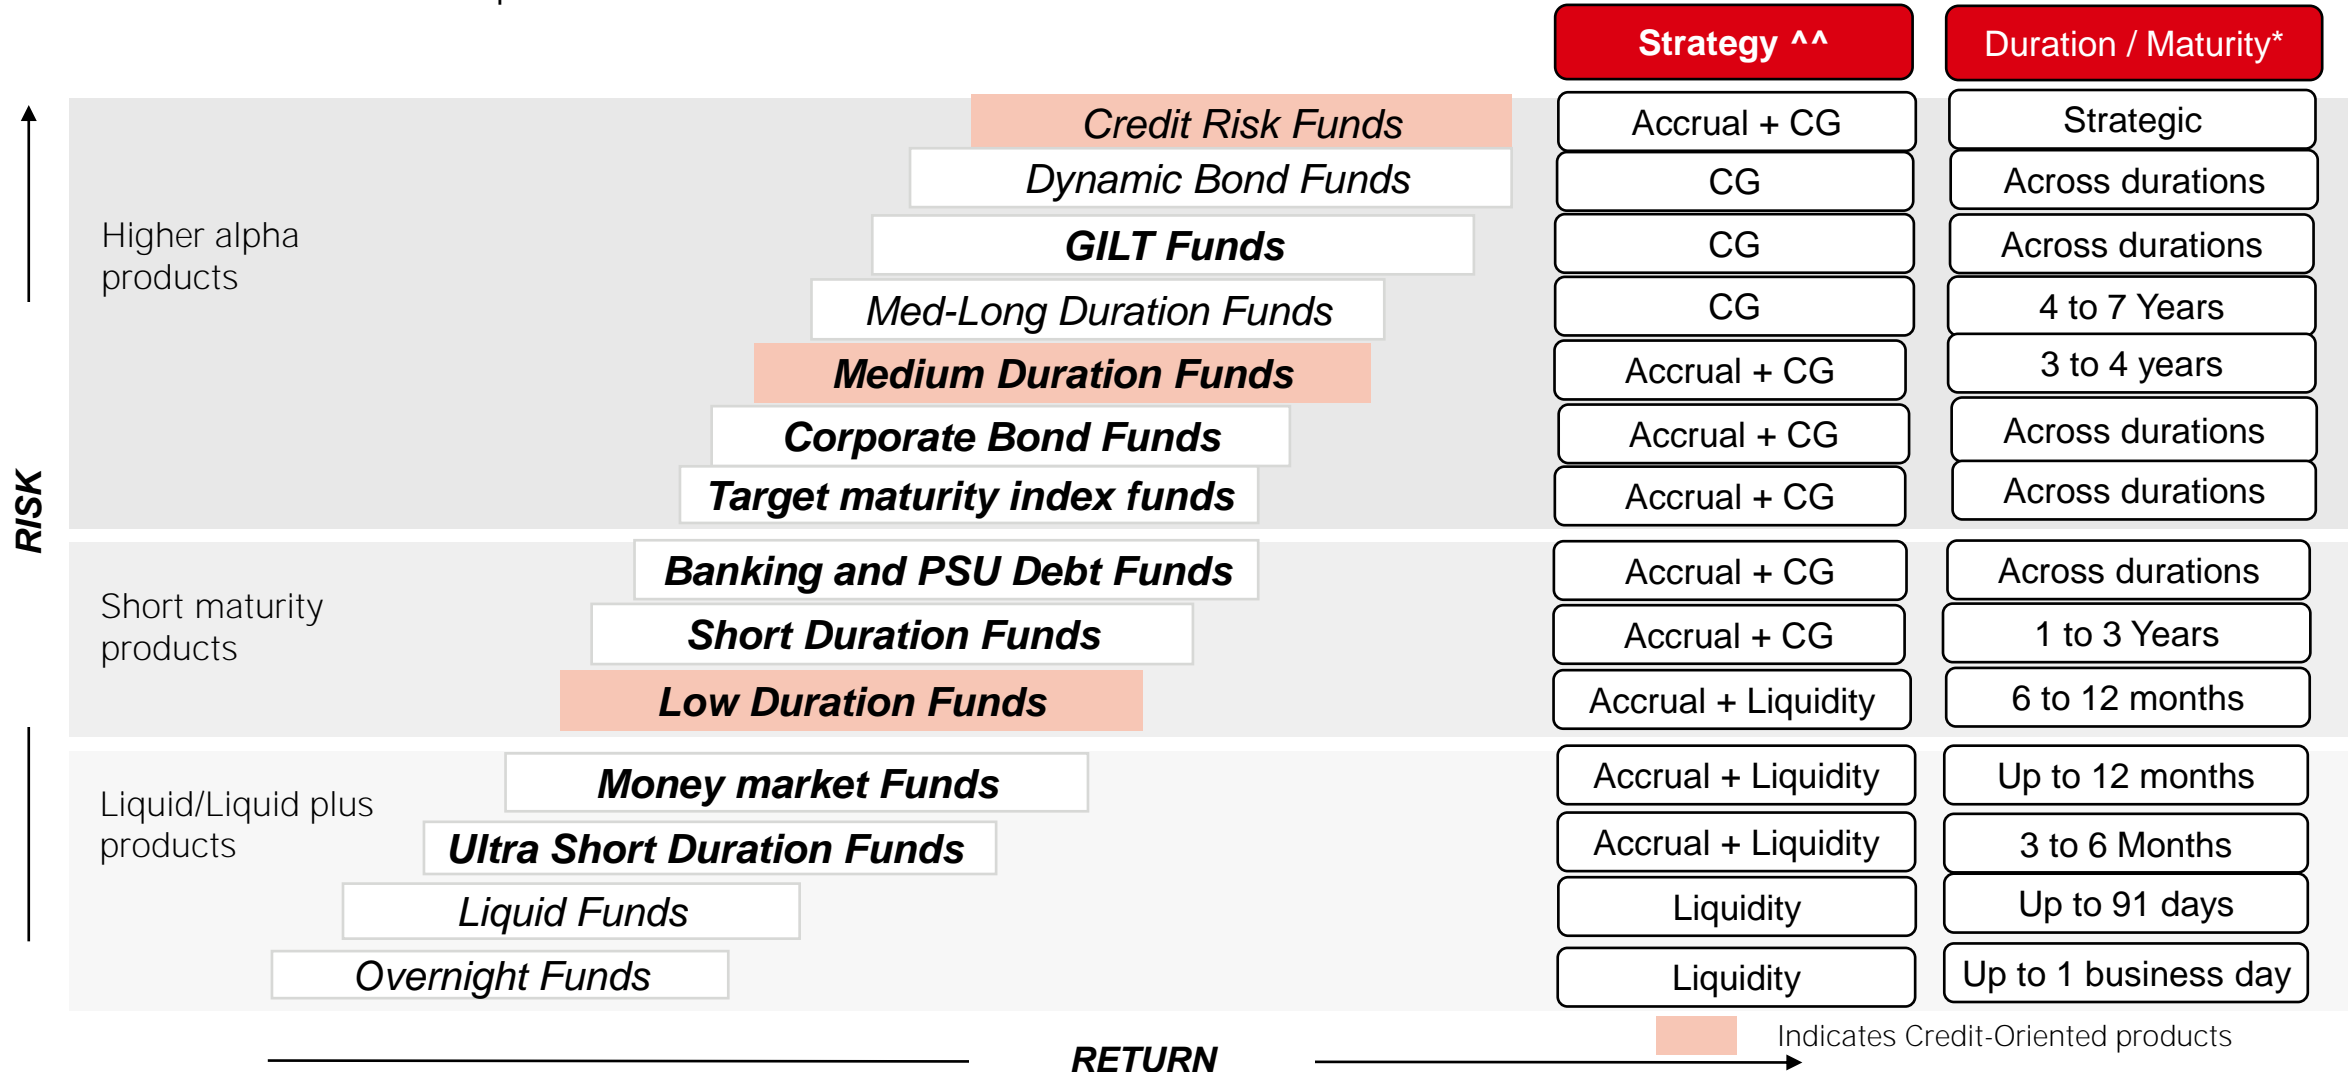 Strategy ^^ Duration / Maturity*
Credit Risk Funds Accrual + CG Strategic
Dynamic Bond Funds CG Across durations
Higher alpha
products
GILT Funds CG Across durations
Med-Long Duration Funds CG 4 to 7 Years
Medium Duration Funds Accrual + CG 3 to 4 years
Corporate Bond Funds Accrual + CG Across durations
Target maturity index funds Accrual + CG Across durations
RISK
Banking and PSU Debt Funds Accrual + CG Across durations
Short maturity
products
Short Duration Funds Accrual + CG 1 to 3 Years
Low Duration Funds Accrual + Liquidity 6 to 12 months
Money market Funds Accrual + Liquidity Up to 12 months
Liquid/Liquid plus
products
Ultra Short Duration Funds Accrual + Liquidity 3 to 6 Months
Liquid Funds Liquidity Up to 91 days
Overnight Funds Liquidity Up to 1 business day
Indicates Credit-Oriented products
RETURN